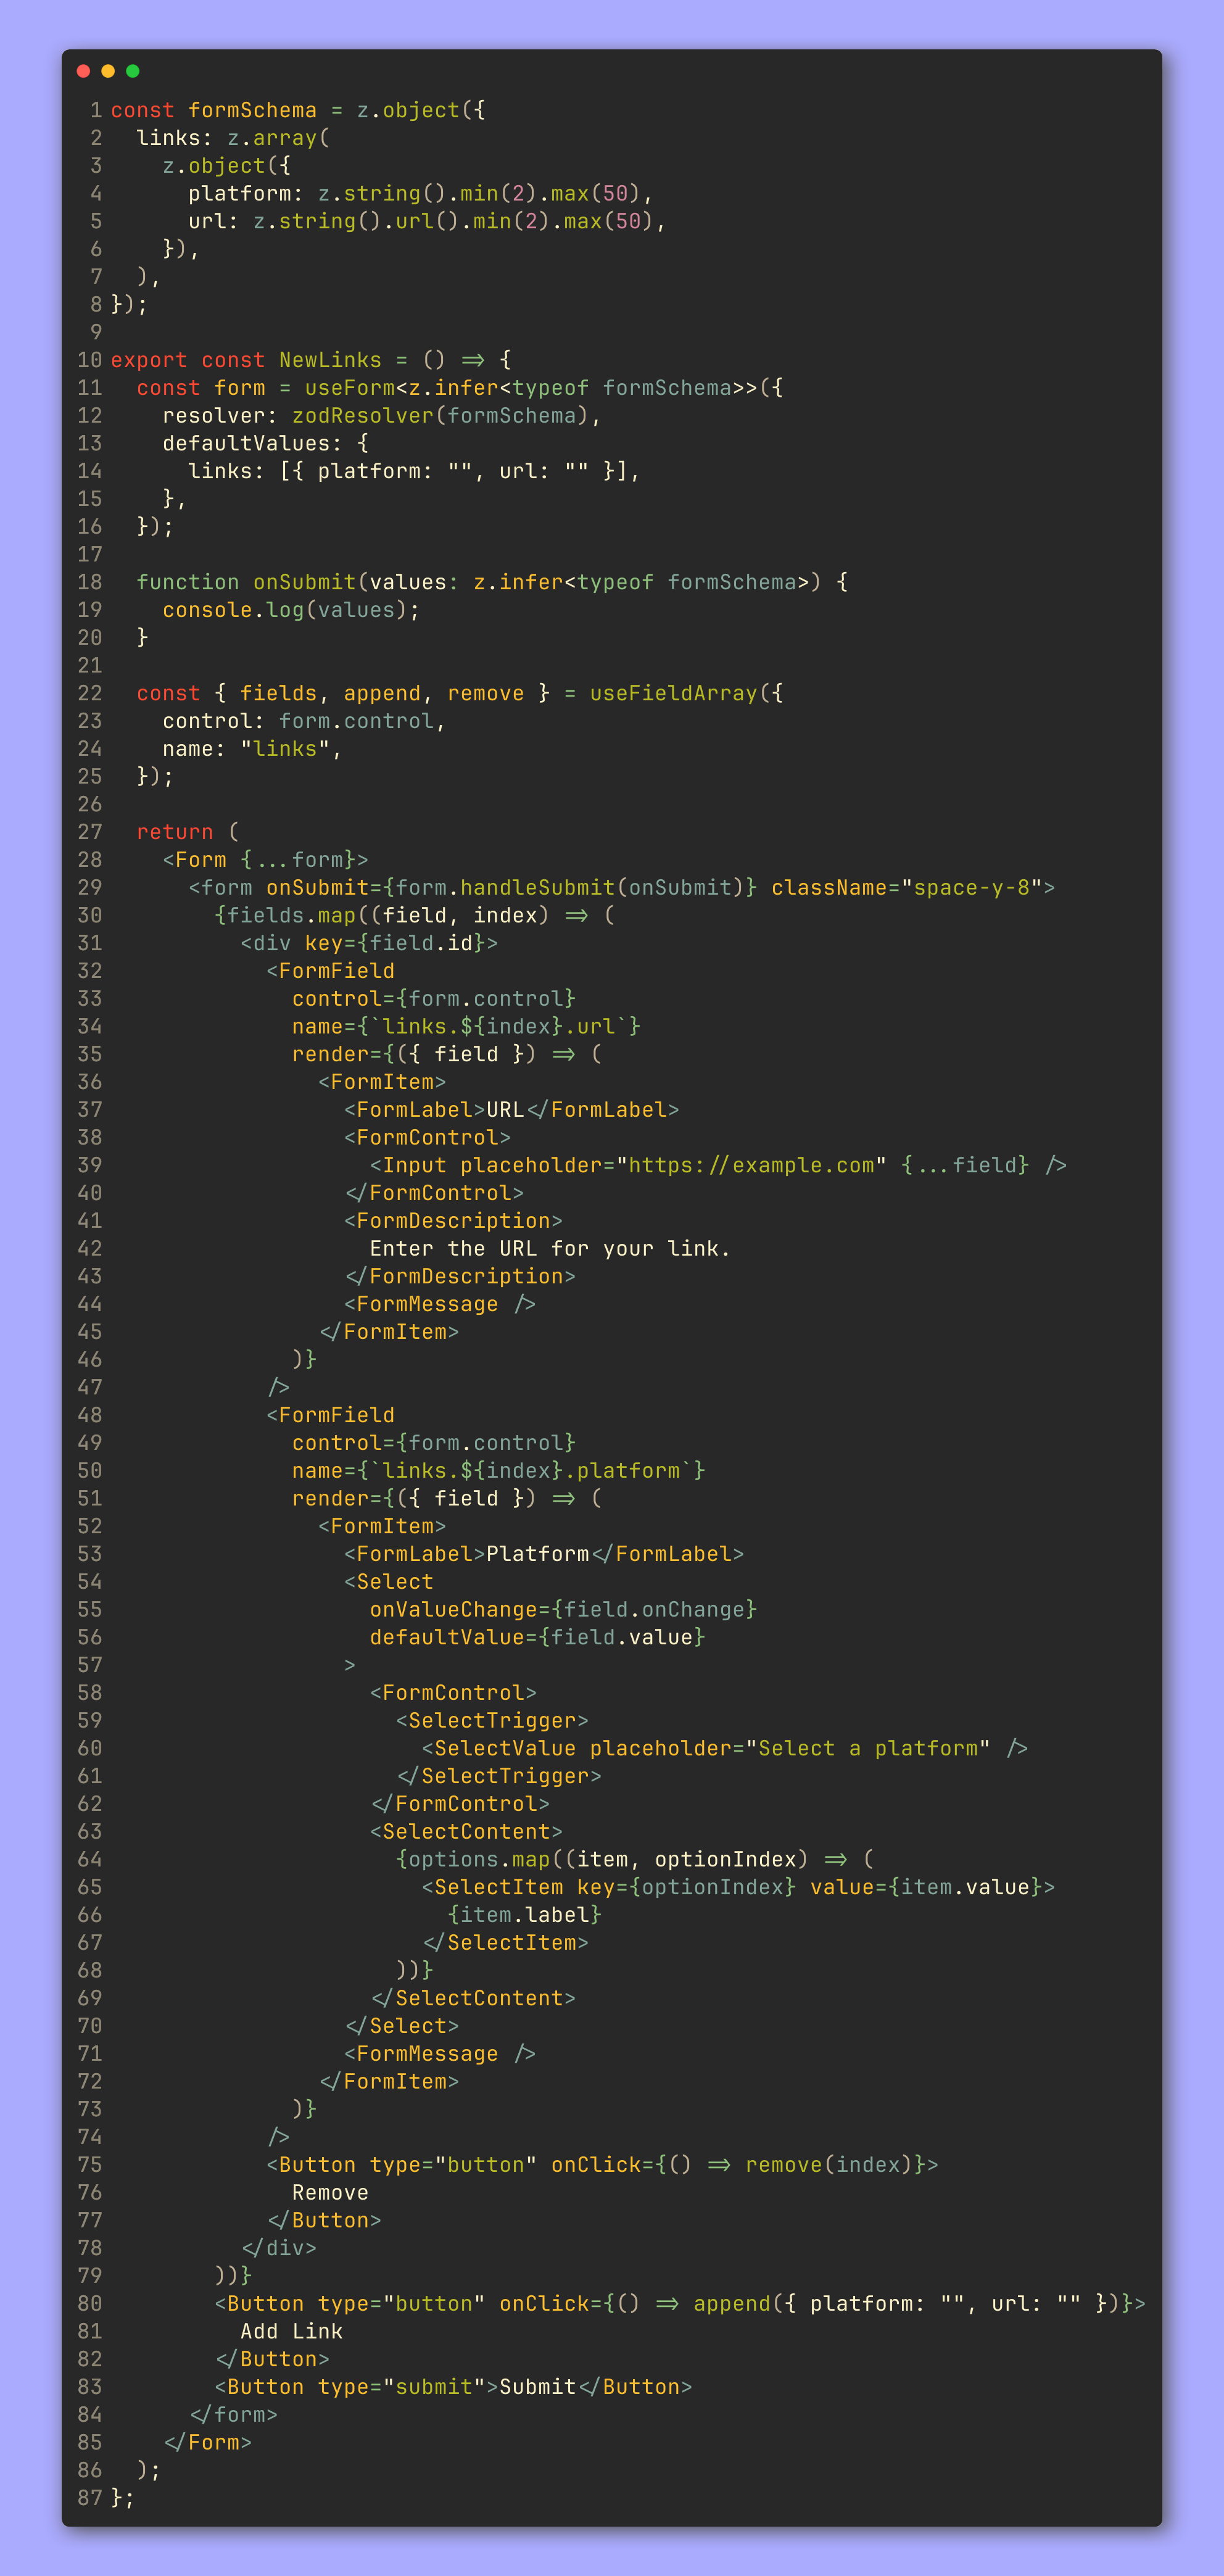 1 const formSchema = z.object({
2   links: z.array(
3     z.object({
4       platform: z.string().min(2).max(50),
5       url: z.string().url().min(2).max(50),
6     }),
7   ),
8 });
9
10 export const NewLinks = () => {
11   const form = useForm<z.infer<typeof formSchema>>({
12     resolver: zodResolver(formSchema),
13     defaultValues: {
14       links: [{ platform: "", url: "" }],
15     },
16   });
17
18   function onSubmit(values: z.infer<typeof formSchema>) {
19     console.log(values);
20   }
21
22   const { fields, append, remove } = useFieldArray({
23     control: form.control,
24     name: "links",
25   });
26
27   return (
28     <Form {...form}>
29       <form onSubmit={form.handleSubmit(onSubmit)} className="space-y-8">
30         {fields.map((field, index) => (
31           <div key={field.id}>
32             <FormField
33               control={form.control}
34               name={`links.${index}.url`}
35               render={({ field }) => (
36                 <FormItem>
37                   <FormLabel>URL</FormLabel>
38                   <FormControl>
39                     <Input placeholder="https://example.com" {...field} />
40                   </FormControl>
41                   <FormDescription>
42                     Enter the URL for your link.
43                   </FormDescription>
44                   <FormMessage />
45                 </FormItem>
46               )}
47             />
48             <FormField
49               control={form.control}
50               name={`links.${index}.platform`}
51               render={({ field }) => (
52                 <FormItem>
53                   <FormLabel>Platform</FormLabel>
54                   <Select
55                     onValueChange={field.onChange}
56                     defaultValue={field.value}
57                   >
58                     <FormControl>
59                       <SelectTrigger>
60                         <SelectValue placeholder="Select a platform" />
61                       </SelectTrigger>
62                     </FormControl>
63                     <SelectContent>
64                       {options.map((item, optionIndex) => (
65                         <SelectItem key={optionIndex} value={item.value}>
66                           {item.label}
67                         </SelectItem>
68                       ))}
69                     </SelectContent>
70                   </Select>
71                   <FormMessage />
72                 </FormItem>
73               )}
74             />
75             <Button type="button" onClick={() => remove(index)}>
76               Remove
77             </Button>
78           </div>
79         ))}
80         <Button type="button" onClick={() => append({ platform: "", url: "" })}>
81           Add Link
82         </Button>
83         <Button type="submit">Submit</Button>
84       </form>
85     </Form>
86   );
87 };